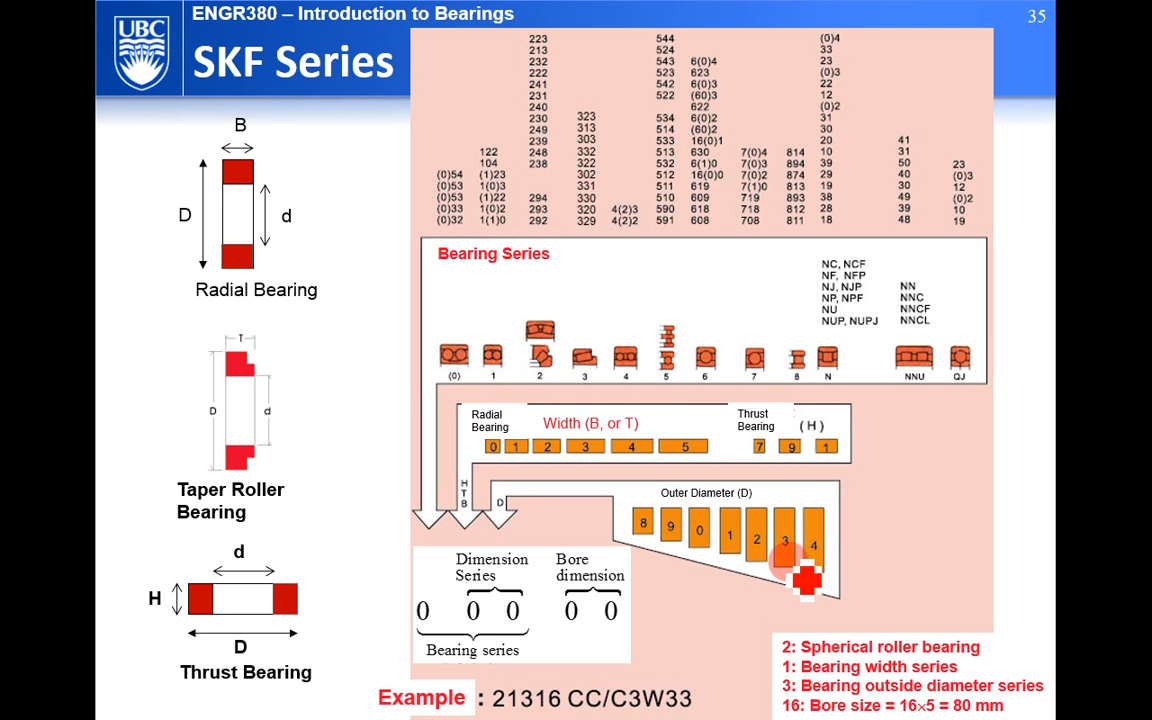 ENGR380 – Introduction to Bearings
35
UBC
SKF Series
B
D
d
Radial Bearing
T
D
d
Taper Roller
Bearing
d
H
D
Thrust Bearing
223 544 (0)4
213 524 33
232 543 6(0)4 23
222 523 623 (0)3
241 542 6(0)3 22
231 522 (60)3 12
240 622 (0)2
230 323 534 6(0)2 31
249 313 514 (60)2 30
239 303 533 16(0)1 20 41
122 248 332 513 630 7(0)4 814 10 31
104 238 322 532 6(1)0 7(0)3 894 39 50 23
(0)54 (1)23 302 512 16(0)0 7(0)2 874 29 40 (0)3
(0)53 1(0)3 331 511 619 7(1)0 813 19 30 12
(0)53 (1)22 294 330 510 609 719 893 38 49 (0)2
(0)33 1(0)2 293 320 4(2)3 590 618 718 812 28 39 10
(0)32 1(1)0 292 329 4(2)2 591 608 708 811 18 48 19
Bearing Series
NC, NCF
NF, NFP
NJ, NJP NN
NP, NPF NNC
NU NNCF
NUP, NUPJ NNCL
(0) 1 2 3 4 5 6 7 8 N NNU QJ
Radial
Bearing
Width (B, or T)
Thrust
Bearing
( H )
0 1 2 3 4 5 7 9 1
H
T
B
D
Outer Diameter (D)
8 9 0 1 2 3 4
Dimension
Series
Bore
dimension
0 0 0 0 0
Bearing series
Example : 21316 CC/C3W33
2: Spherical roller bearing
1: Bearing width series
3: Bearing outside diameter series
16: Bore size = 16×5 = 80 mm